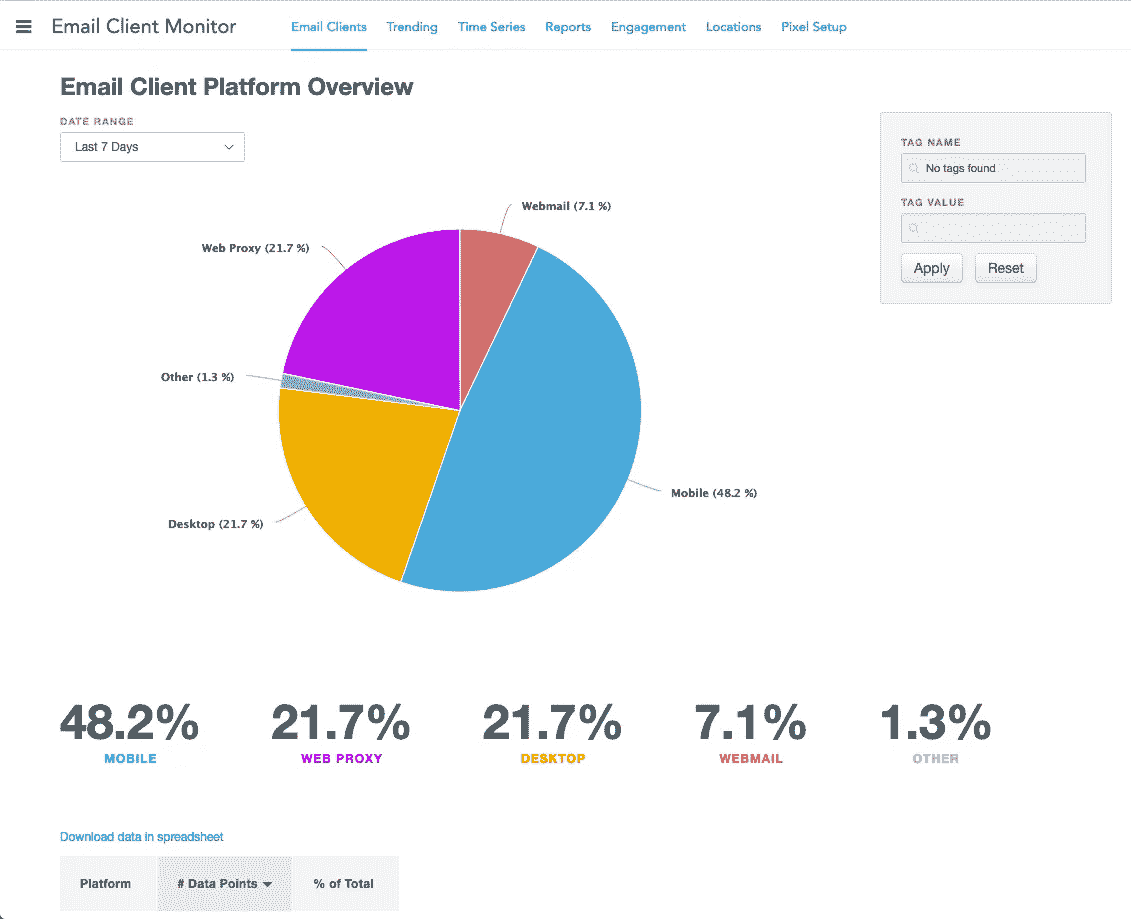 Email Client Monitor
Email Clients Trending Time Series Reports Engagement Locations Pixel Setup
Email Client Platform Overview
DATE RANGE
Last 7 Days
TAG NAME
No tags found
TAG VALUE
Apply Reset
Webmail (7.1 %)
Web Proxy (21.7 %)
Other (1.3 %)
Mobile (48.2 %)
Desktop (21.7 %)
48.2% 21.7% 21.7% 7.1% 1.3%
MOBILE WEB PROXY DESKTOP WEBMAIL OTHER
Download data in spreadsheet
Platform # Data Points % of Total